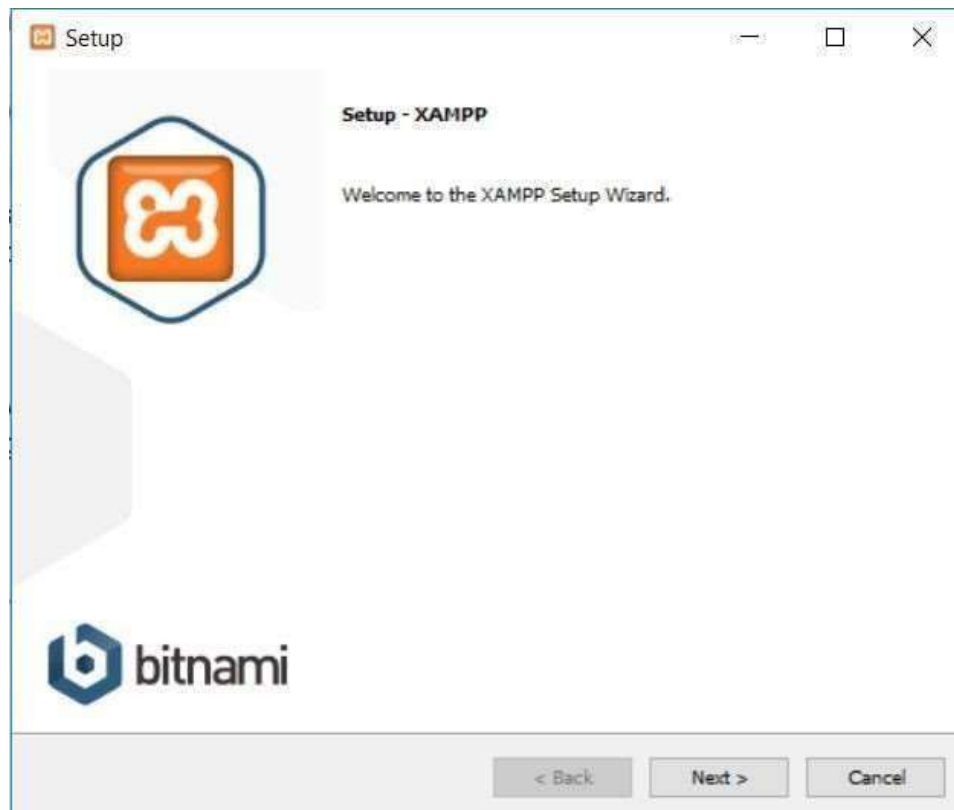 Setup
Setup - XAMPP
Welcome to the XAMPP Setup Wizard.
bitnami
< Back
Next >
Cancel